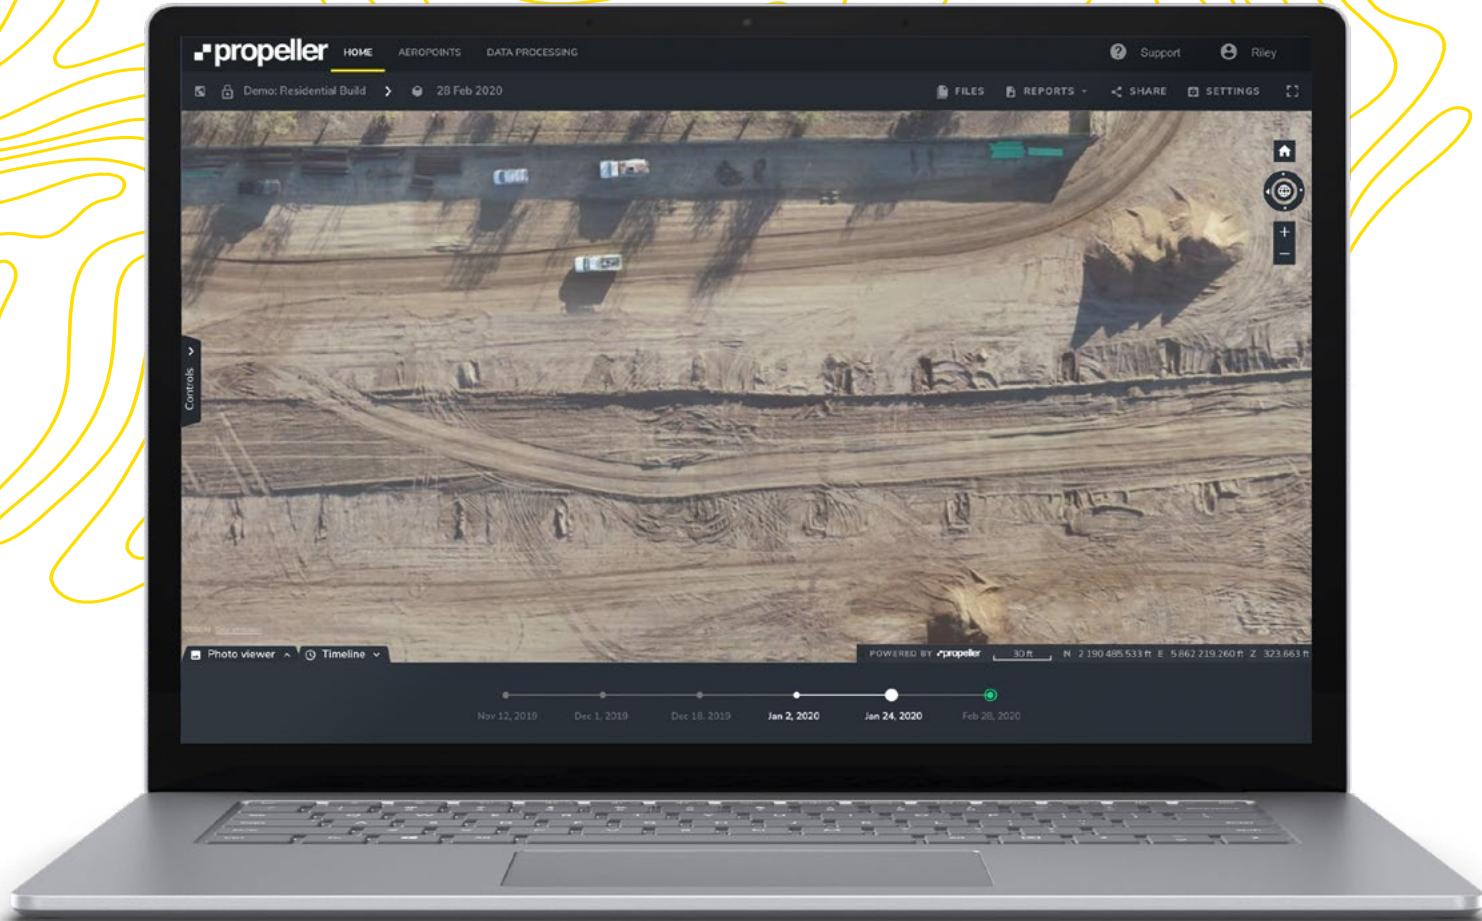 propeller HOME AEROPOINTS DATA PROCESSING Support Riley
Demo: Residential Build 28 Feb 2020 FILES REPORTS SHARE SETTINGS
Controls
Photo viewer Timeline POWERED BY propeller 30 ft N 2 190 485.533 ft E 5 862 219.260 ft Z 323.663 ft
Nov 12, 2019 Dec 1, 2019 Dec 18, 2019 Jan 2, 2020 Jan 24, 2020 Feb 28, 2020